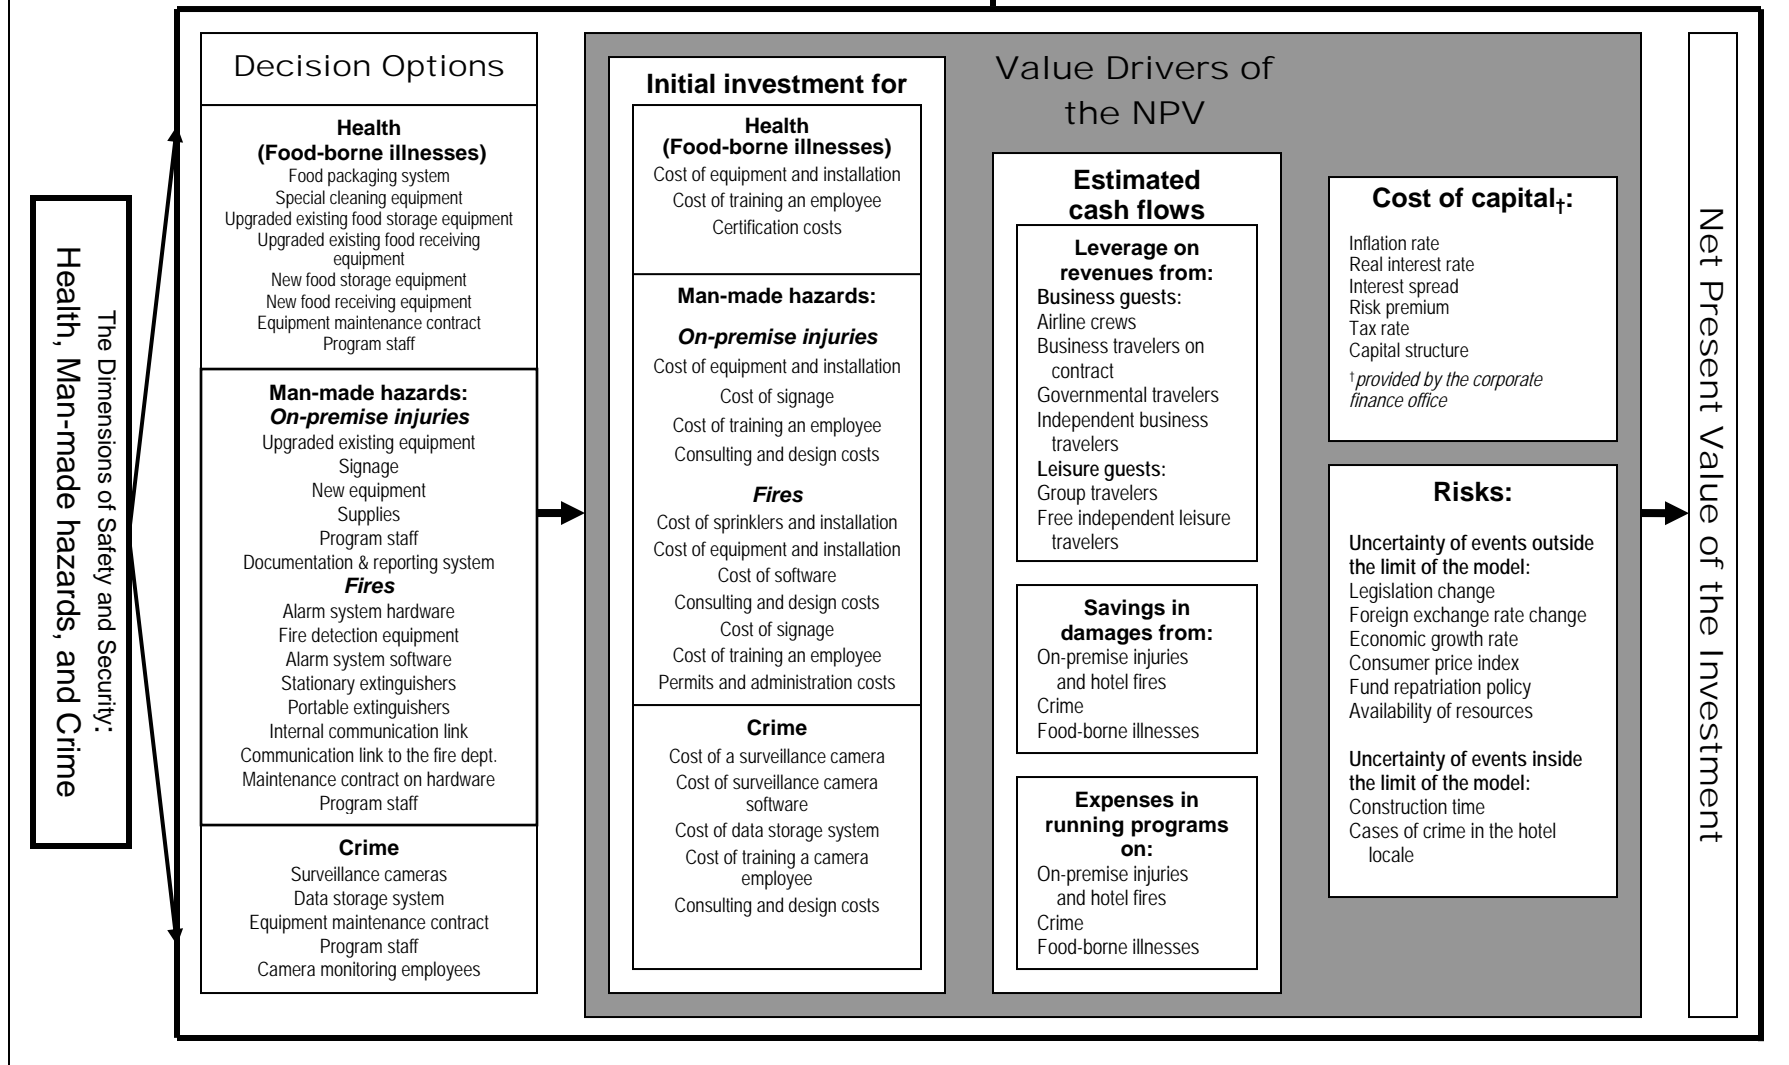 The Dimensions of Safety and Security:
Health, Man-made hazards, and Crime
Decision Options
Health
(Food-borne illnesses)
Food packaging system
Special cleaning equipment
Upgraded existing food storage equipment
Upgraded existing food receiving
equipment
New food storage equipment
New food receiving equipment
Equipment maintenance contract
Program staff
Man-made hazards:
On-premise injuries
Upgraded existing equipment
Signage
New equipment
Supplies
Program staff
Documentation & reporting system
Fires
Alarm system hardware
Fire detection equipment
Alarm system software
Stationary extinguishers
Portable extinguishers
Internal communication link
Communication link to the fire dept.
Maintenance contract on hardware
Program staff
Crime
Surveillance cameras
Data storage system
Equipment maintenance contract
Program staff
Camera monitoring employees
Initial investment for
Health
(Food-borne illnesses)
Cost of equipment and installation
Cost of training an employee
Certification costs
Man-made hazards:
On-premise injuries
Cost of equipment and installation
Cost of signage
Cost of training an employee
Consulting and design costs
Fires
Cost of sprinklers and installation
Cost of equipment and installation
Cost of software
Consulting and design costs
Cost of signage
Cost of training an employee
Permits and administration costs
Crime
Cost of a surveillance camera
Cost of surveillance camera
software
Cost of data storage system
Cost of training a camera
employee
Consulting and design costs
Value Drivers of
the NPV
Estimated
cash flows
Leverage on
revenues from:
Business guests:
Airline crews
Business travelers on
contract
Governmental travelers
Independent business
travelers
Leisure guests:
Group travelers
Free independent leisure
travelers
Savings in
damages from:
On-premise injuries
and hotel fires
Crime
Food-borne illnesses
Expenses in
running programs
on:
On-premise injuries
and hotel fires
Crime
Food-borne illnesses
Cost of capital†:
Inflation rate
Real interest rate
Interest spread
Risk premium
Tax rate
Capital structure
†provided by the corporate
finance office
Risks:
Uncertainty of events outside
the limit of the model:
Legislation change
Foreign exchange rate change
Economic growth rate
Consumer price index
Fund repatriation policy
Availability of resources
Uncertainty of events inside
the limit of the model:
Construction time
Cases of crime in the hotel
locale
Net Present Value of the Investment